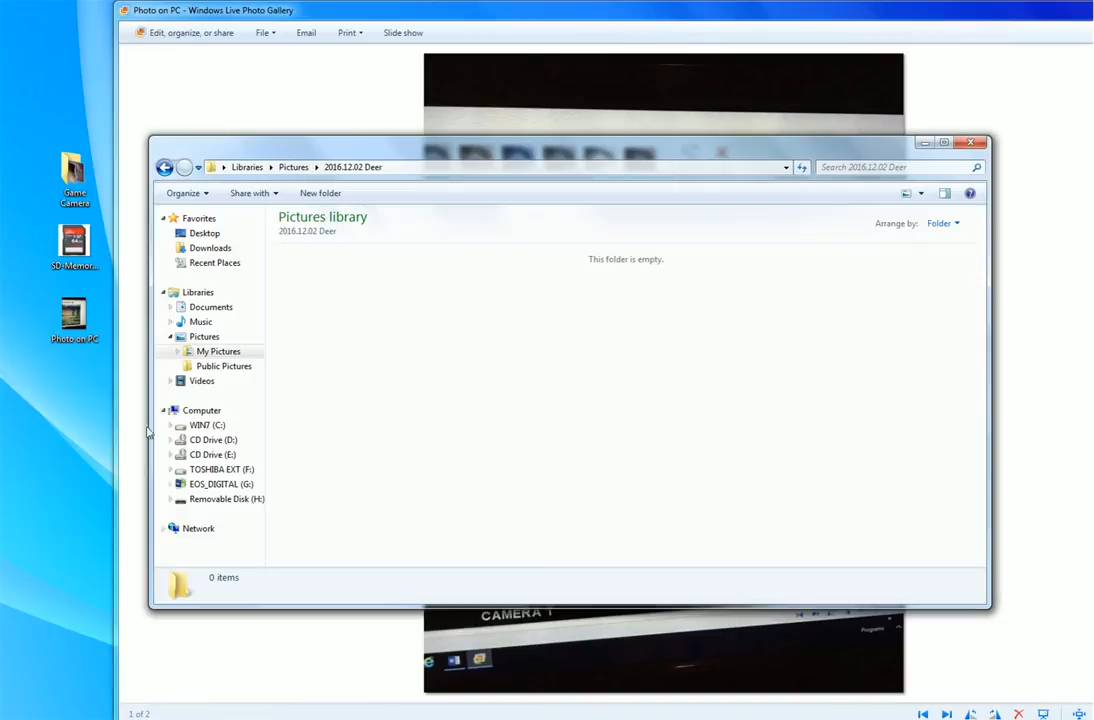 Photo on PC - Windows Live Photo Gallery
Edit, organize, or share File Email Print Slide show
Libraries Pictures 2016.12.02 Deer Search 2016.12.02 Deer
Organize Share with New folder
Game
Camera
SD-Memor...
Photo on PC
Favorites
Desktop
Downloads
Recent Places
Libraries
Documents
Music
Pictures
My Pictures
Public Pictures
Videos
Computer
WIN7 (C:)
CD Drive (D:)
CD Drive (E:)
TOSHIBA EXT (F:)
EOS_DIGITAL (G:)
Removable Disk (H:)
Network
Pictures library
2016.12.02 Deer
Arrange by: Folder
This folder is empty.
0 items
CAMERA 1
Programs
1 of 2